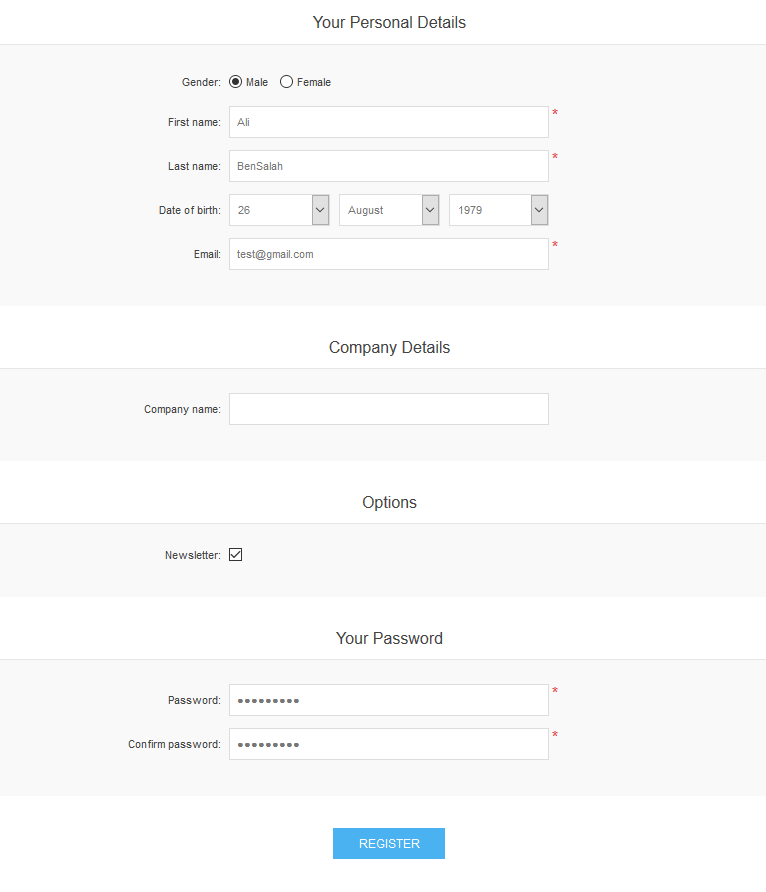 Your Personal Details
Gender: Male Female
First name: Ali *
Last name: BenSalah *
Date of birth: 26 August 1979
Email: test@gmail.com *
Company Details
Company name:
Options
Newsletter:
Your Password
Password: ●●●●●●●●● *
Confirm password: ●●●●●●●●● *
REGISTER